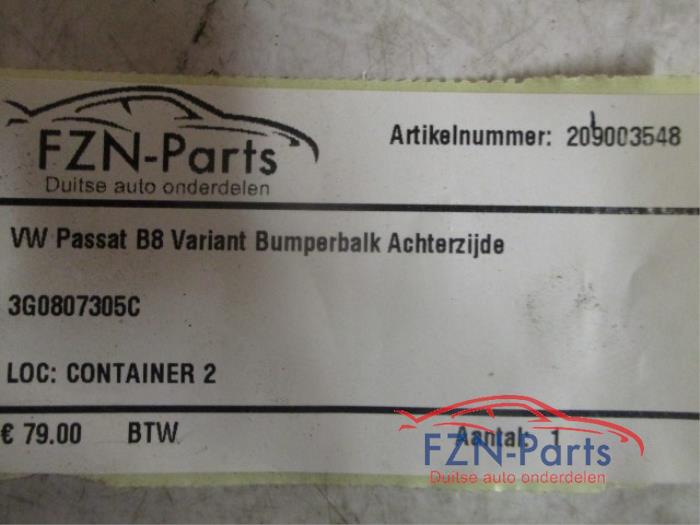 FZN-Parts
Duitse auto onderdelen
Artikelnummer: 209003548
VW Passat B8 Variant Bumperbalk Achterzijde
3G0807305C
LOC: CONTAINER 2
€ 79.00 BTW Aantal: 1
FZN-Parts
Duitse auto onderdelen